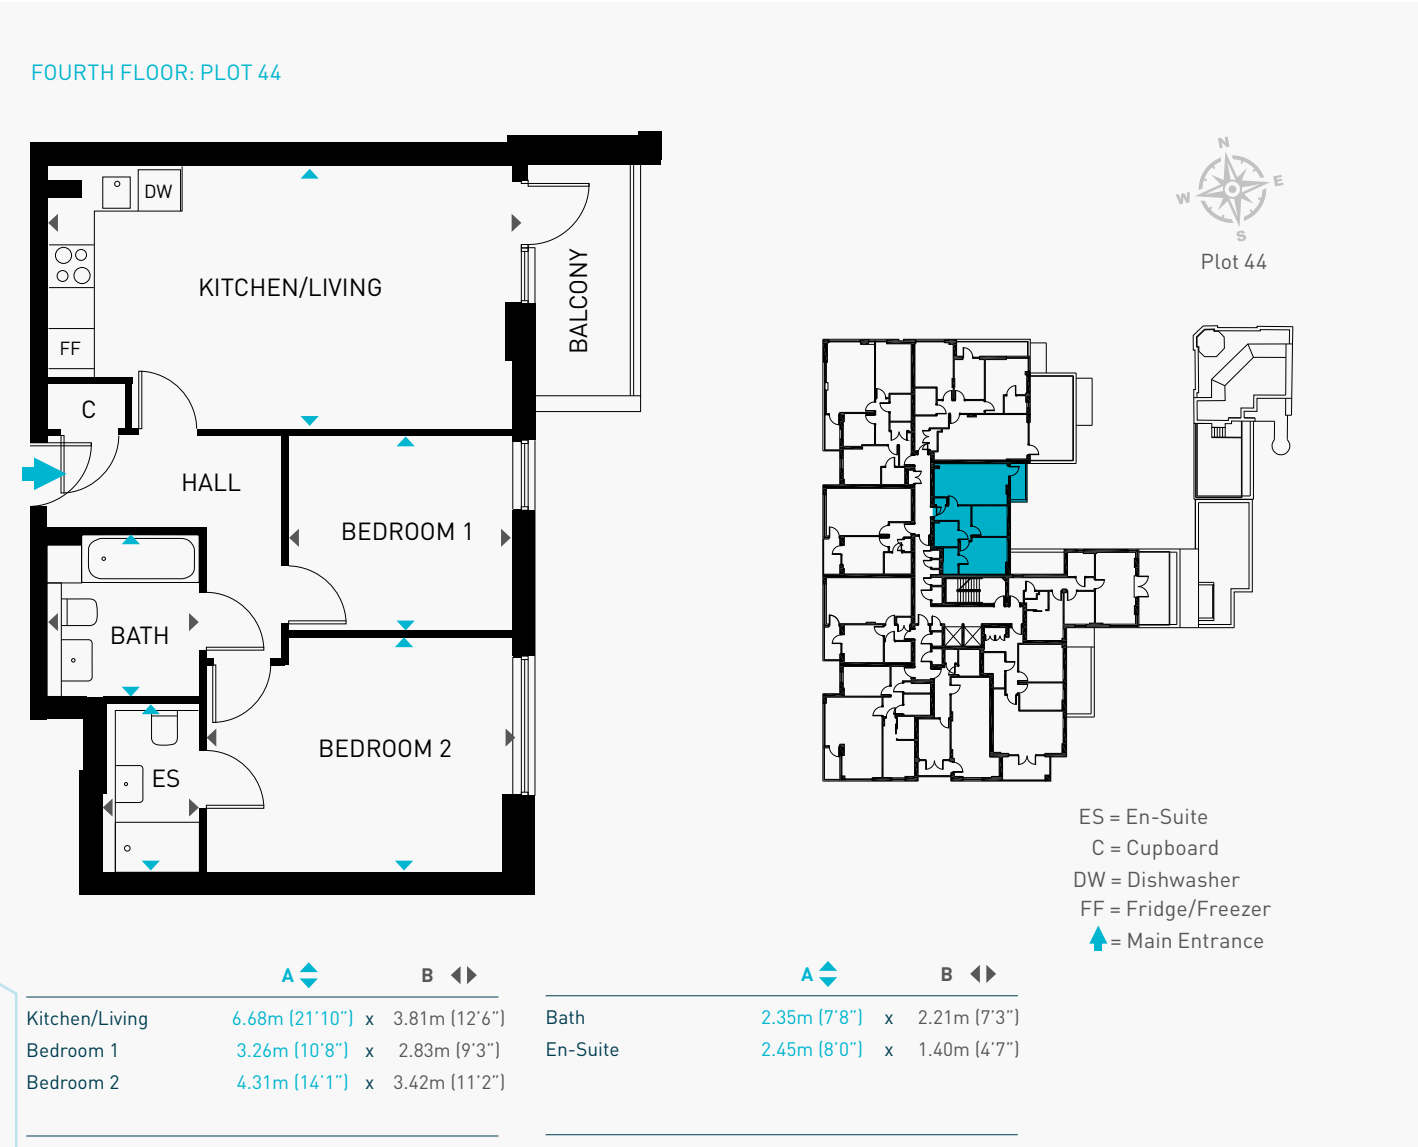 FOURTH FLOOR: PLOT 44
DW
KITCHEN/LIVING
BALCONY
FF
C
HALL
BEDROOM 1
BATH
BEDROOM 2
ES
N
E
W
S
Plot 44
ES = En-Suite
C = Cupboard
DW = Dishwasher
FF = Fridge/Freezer
= Main Entrance
A B
Kitchen/Living 6.68m (21'10") x 3.81m (12'6")
Bedroom 1 3.26m (10'8") x 2.83m (9'3")
Bedroom 2 4.31m (14'1") x 3.42m (11'2")
A B
Bath 2.35m (7'8") x 2.21m (7'3")
En-Suite 2.45m (8'0") x 1.40m (4'7")